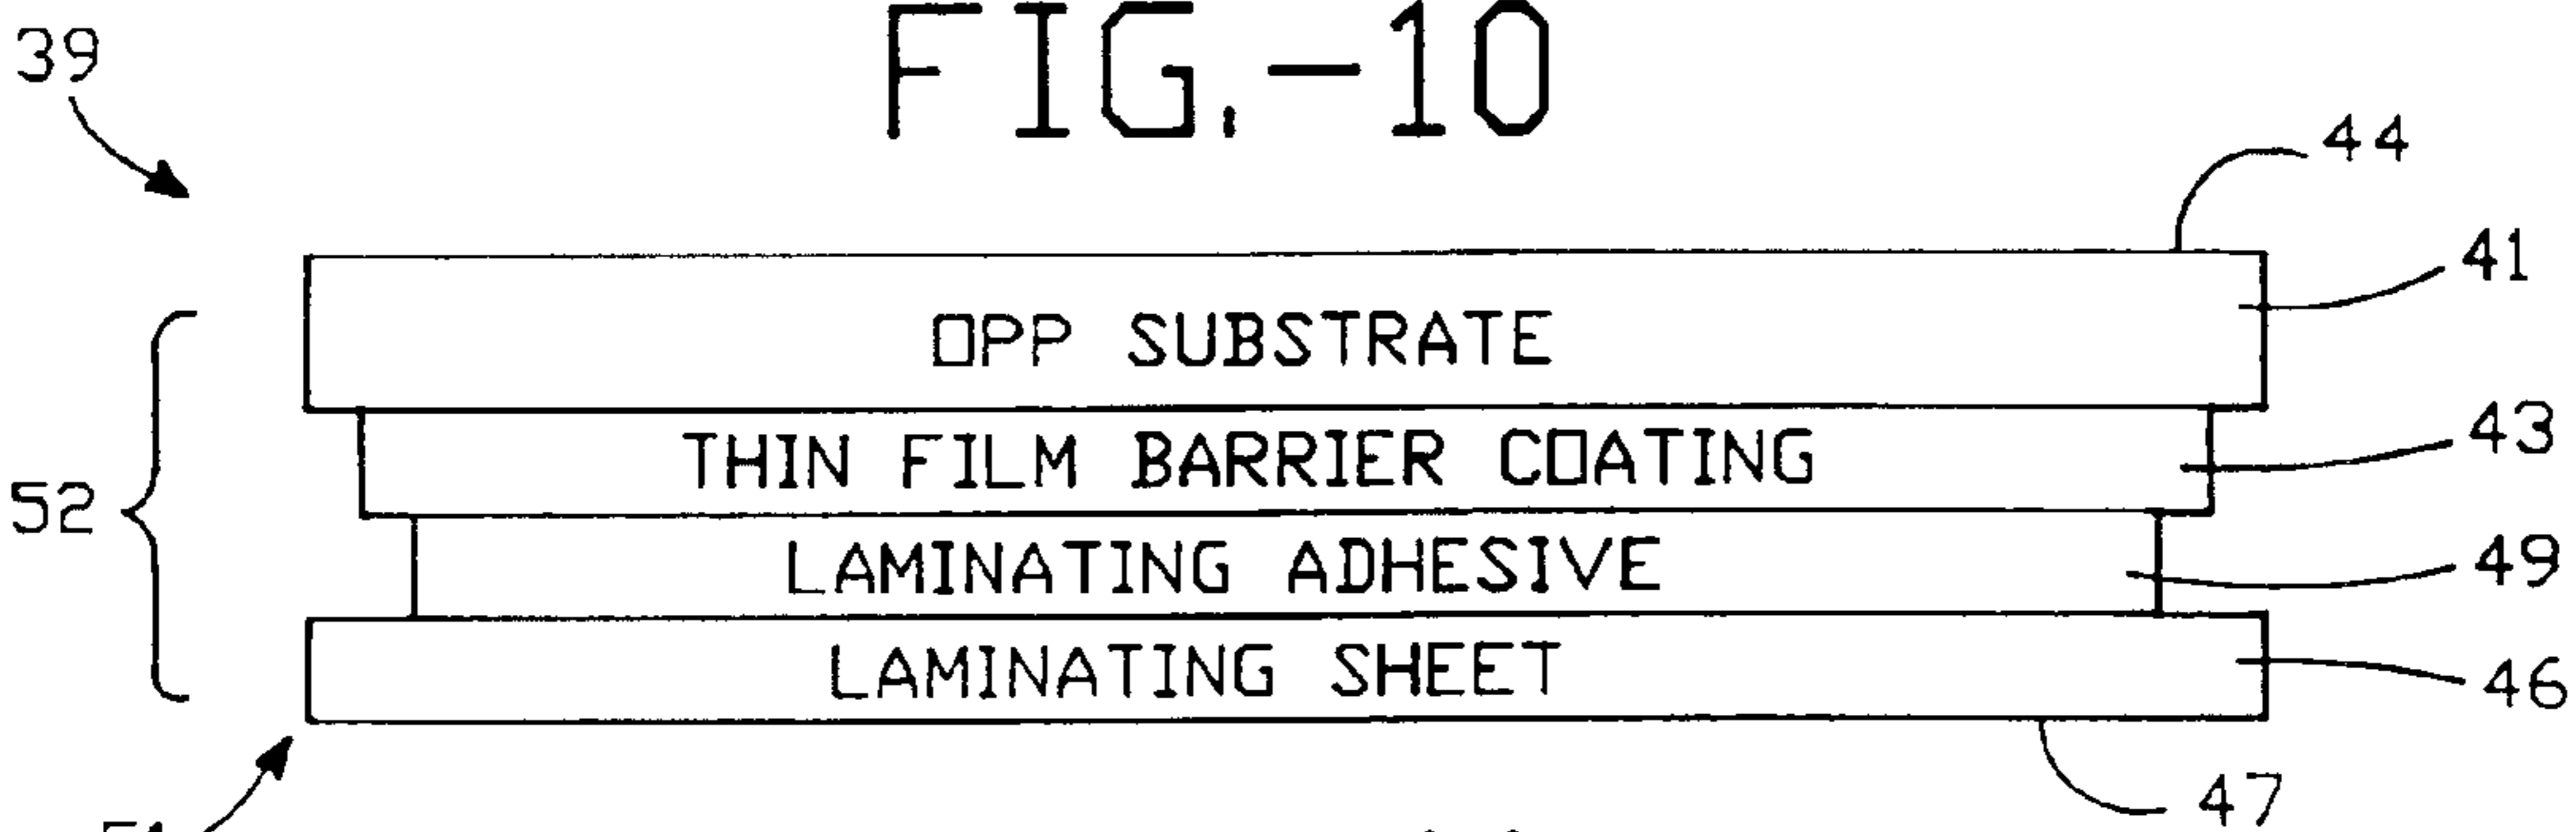 FIG.-10
39
44
41
OPP SUBSTRATE
43
THIN FILM BARRIER COATING
52
49
LAMINATING ADHESIVE
46
LAMINATING SHEET
47
51